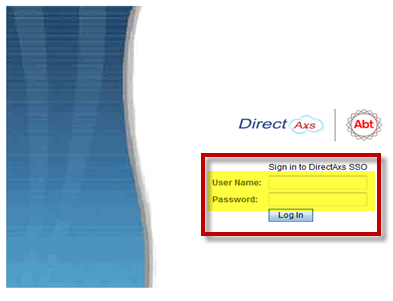 Direct Axs Abt
Sign in to DirectAxs SSO
User Name:
Password:
Log In